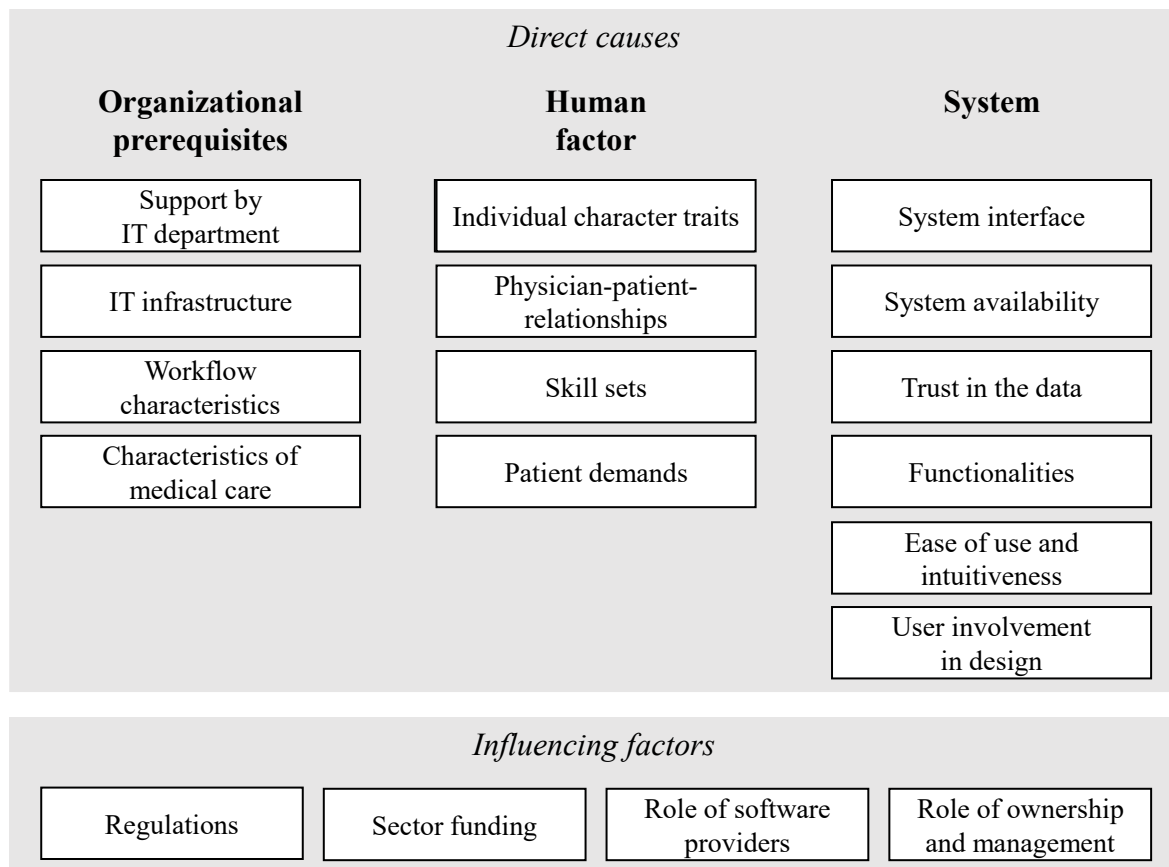 Direct causes
Organizational
prerequisites
Support by
IT department
IT infrastructure
Workflow
characteristics
Characteristics of
medical care
Human
factor
Individual character traits
Physician-patient-
relationships
Skill sets
Patient demands
System
System interface
System availability
Trust in the data
Functionalities
Ease of use and
intuitiveness
User involvement
in design
Influencing factors
Regulations
Sector funding
Role of software
providers
Role of ownership
and management